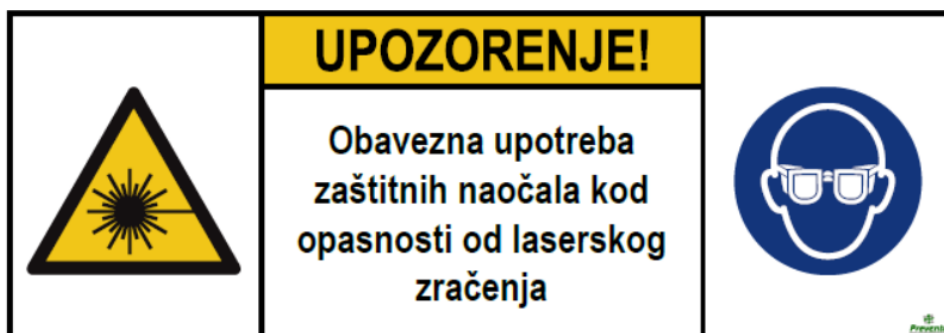 UPOZORENJE!
Obavezna upotreba
zaštitnih naočala kod
opasnosti od laserskog
zračenja